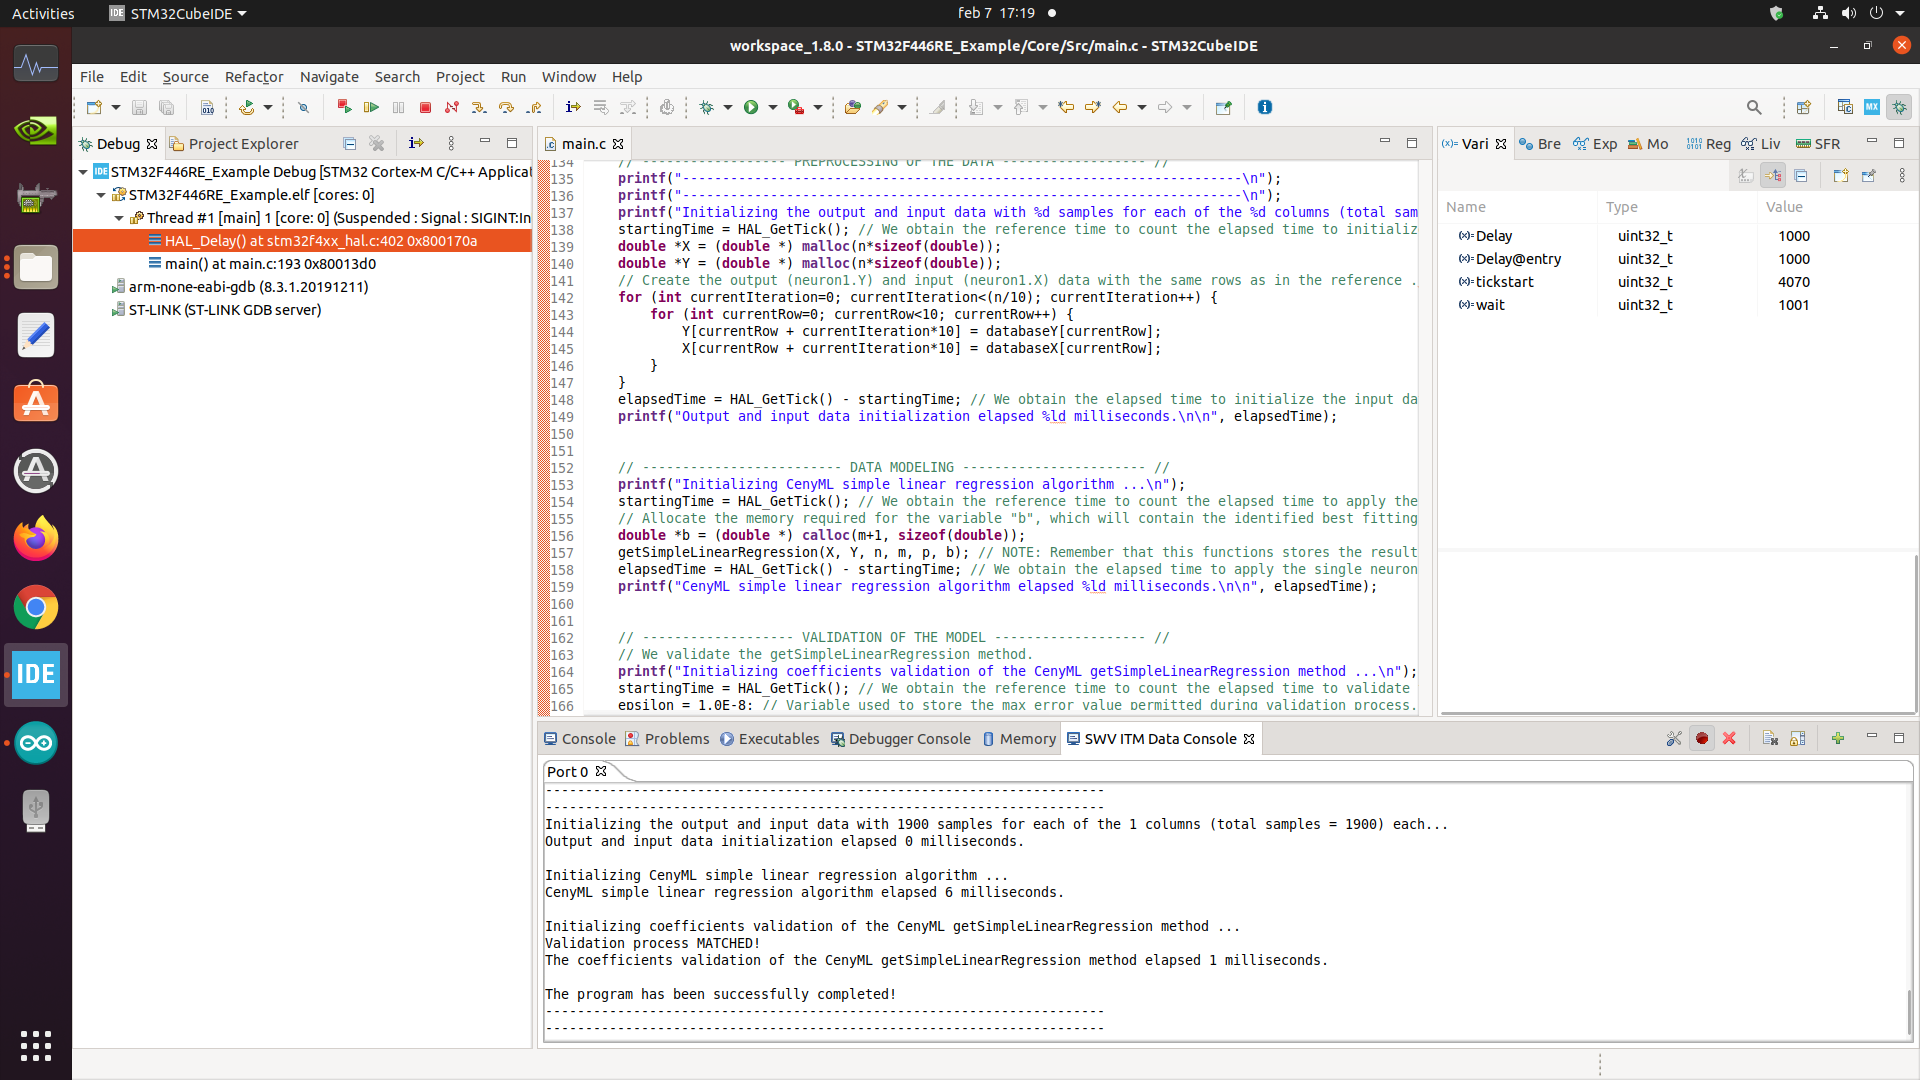 Activities
STM32CubeIDE
feb 7 17:19
workspace_1.8.0 - STM32F446RE_Example/Core/Src/main.c - STM32CubeIDE
File Edit Source Refactor Navigate Search Project Run Window Help
Debug
Project Explorer
STM32F446RE_Example Debug [STM32 Cortex-M C/C++ Applicat
STM32F446RE_Example.elf [cores: 0]
Thread #1 [main] 1 [core: 0] (Suspended : Signal : SIGINT:In
HAL_Delay() at stm32f4xx_hal.c:402 0x800170a
main() at main.c:193 0x80013d0
arm-none-eabi-gdb (8.3.1.20191211)
ST-LINK (ST-LINK GDB server)
main.c
134 // ------------------ PREPROCESSING OF THE DATA ------------------ //
135 printf("----------------------------------------------------------------------\n");
136 printf("----------------------------------------------------------------------\n");
137 printf("Initializing the output and input data with %d samples for each of the %d columns (total sam
138 startingTime = HAL_GetTick(); // We obtain the reference time to count the elapsed time to initializ
139 double *X = (double *) malloc(n*sizeof(double));
140 double *Y = (double *) malloc(n*sizeof(double));
141 // Create the output (neuron1.Y) and input (neuron1.X) data with the same rows as in the reference .
142 for (int currentIteration=0; currentIteration<(n/10); currentIteration++) {
143 for (int currentRow=0; currentRow<10; currentRow++) {
144 Y[currentRow + currentIteration*10] = databaseY[currentRow];
145 X[currentRow + currentIteration*10] = databaseX[currentRow];
146 }
147 }
148 elapsedTime = HAL_GetTick() - startingTime; // We obtain the elapsed time to initialize the input da
149 printf("Output and input data initialization elapsed %ld milliseconds.\n\n", elapsedTime);
150
151
152 // ------------------------- DATA MODELING ----------------------- //
153 printf("Initializing CenyML simple linear regression algorithm ...\n");
154 startingTime = HAL_GetTick(); // We obtain the reference time to count the elapsed time to apply the
155 // Allocate the memory required for the variable "b", which will contain the identified best fitting
156 double *b = (double *) calloc(m+1, sizeof(double));
157 getSimpleLinearRegression(X, Y, n, m, p, b); // NOTE: Remember that this functions stores the result
158 elapsedTime = HAL_GetTick() - startingTime; // We obtain the elapsed time to apply the single neuron
159 printf("CenyML simple linear regression algorithm elapsed %ld milliseconds.\n\n", elapsedTime);
160
161
162 // ------------------- VALIDATION OF THE MODEL ------------------- //
163 // We validate the getSimpleLinearRegression method.
164 printf("Initializing coefficients validation of the CenyML getSimpleLinearRegression method ...\n");
165 startingTime = HAL_GetTick(); // We obtain the reference time to count the elapsed time to validate
166 epsilon = 1.0E-8; // Variable used to store the max error value permitted during validation process.
(x)= Vari Bre Exp Mo Reg Liv SFR
Name Type Value
Delay uint32_t 1000
Delay@entry uint32_t 1000
tickstart uint32_t 4070
wait uint32_t 1001
Console Problems Executables Debugger Console Memory SWV ITM Data Console
Port 0
----------------------------------------------------------------------
----------------------------------------------------------------------
Initializing the output and input data with 1900 samples for each of the 1 columns (total samples = 1900) each...
Output and input data initialization elapsed 0 milliseconds.
Initializing CenyML simple linear regression algorithm ...
CenyML simple linear regression algorithm elapsed 6 milliseconds.
Initializing coefficients validation of the CenyML getSimpleLinearRegression method ...
Validation process MATCHED!
The coefficients validation of the CenyML getSimpleLinearRegression method elapsed 1 milliseconds.
The program has been successfully completed!
----------------------------------------------------------------------
----------------------------------------------------------------------
IDE
MX